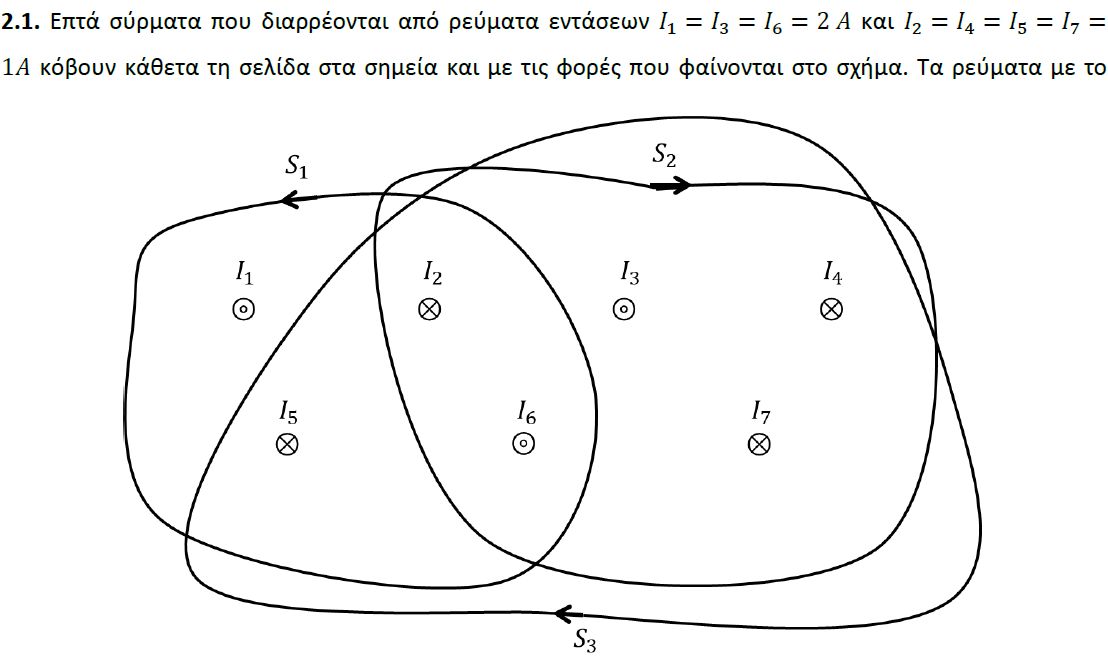 2.1. Επτά σύρματα που διαρρέονται από ρεύματα εντάσεων I₁ = I₃ = I₆ = 2 A και I₂ = I₄ = I₅ = I₇ =
1A κόβουν κάθετα τη σελίδα στα σημεία και με τις φορές που φαίνονται στο σχήμα. Τα ρεύματα με το
S₁
S₂
I₁ I₂ I₃ I₄
I₅ I₆ I₇
S₃